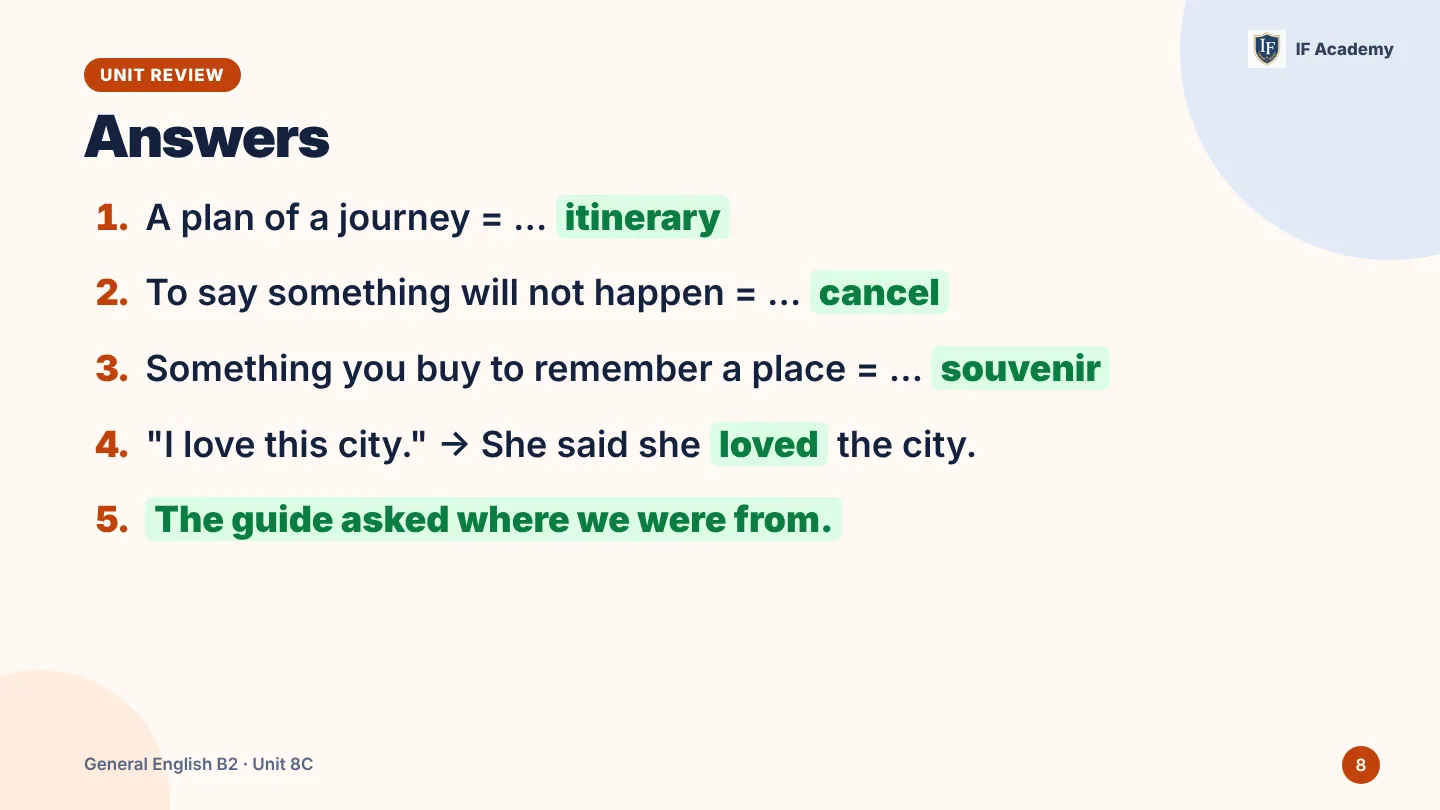 IF IF Academy
UNIT REVIEW
Answers
1. A plan of a journey = ... itinerary
2. To say something will not happen = ... cancel
3. Something you buy to remember a place = ... souvenir
4. "I love this city." → She said she loved the city.
5. The guide asked where we were from.
General English B2 · Unit 8C
8